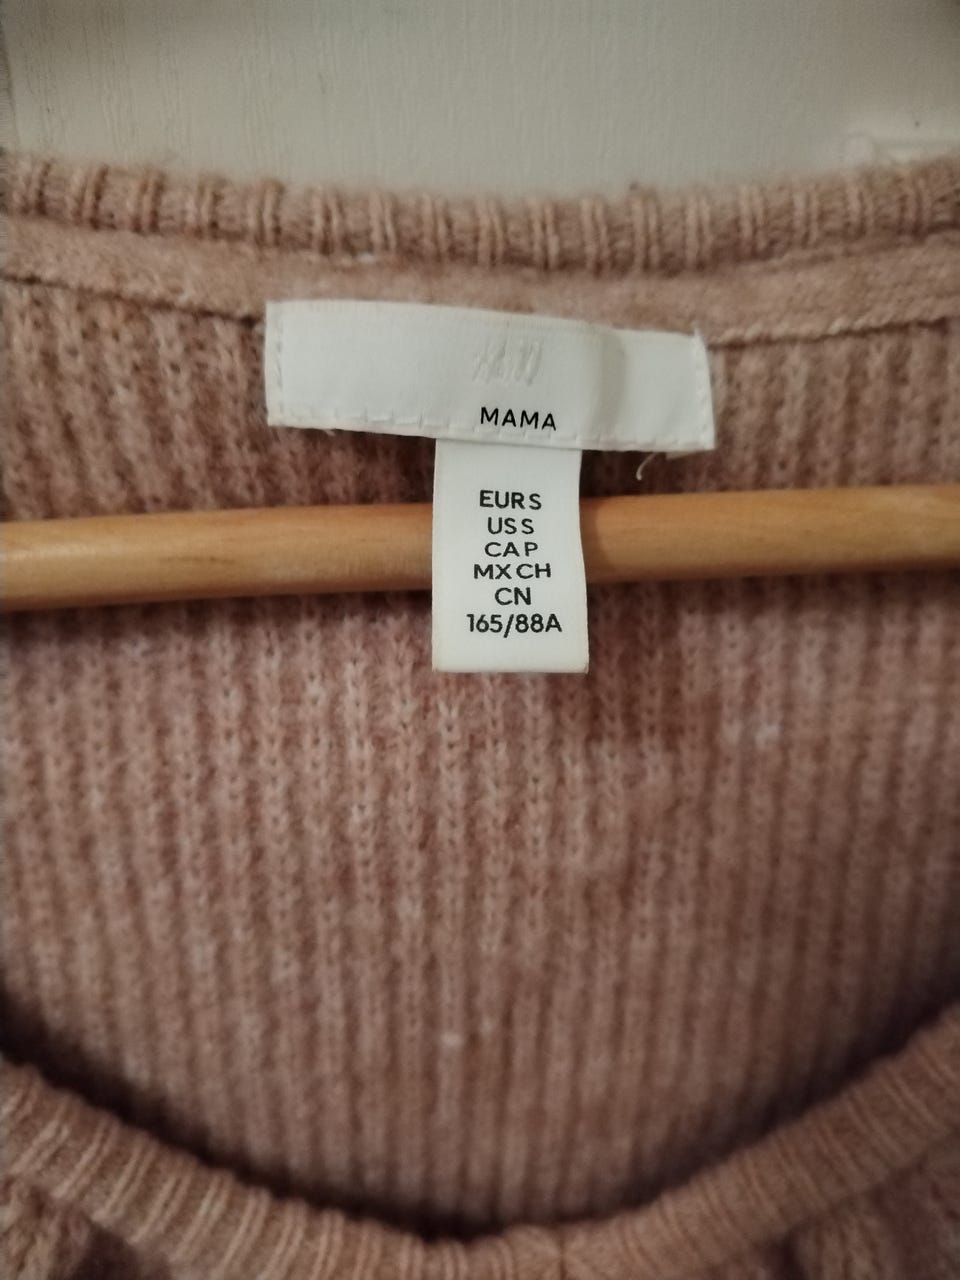 H&M
MAMA
EUR S
US S
CA P
MX CH
CN
165/88A